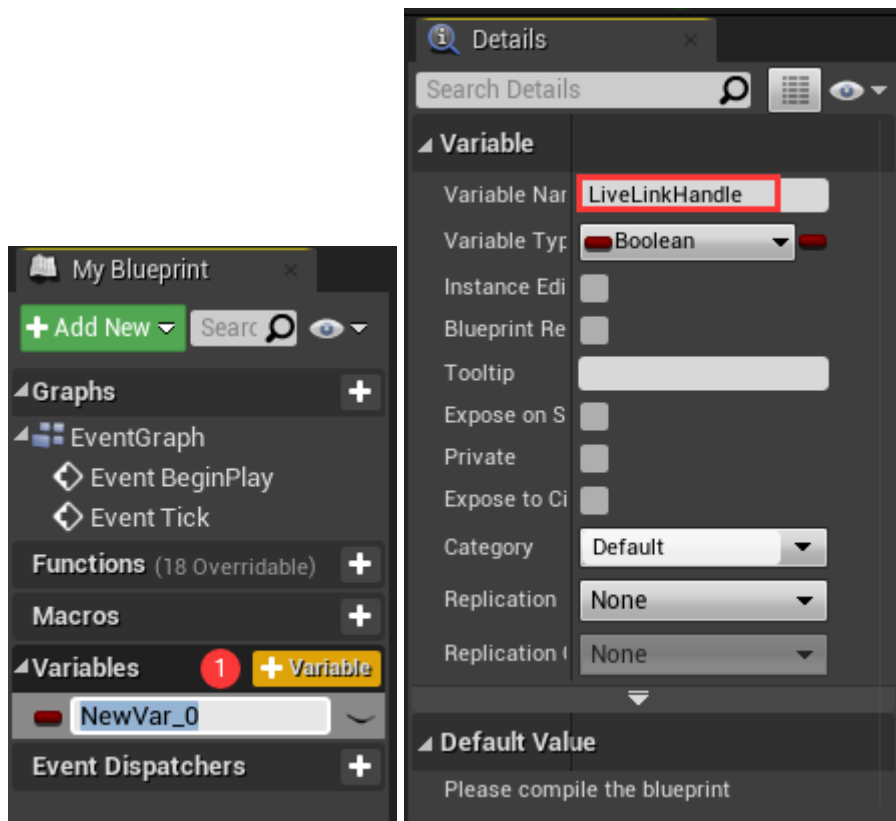 My Blueprint
Add New
Searc
Graphs
EventGraph
Event BeginPlay
Event Tick
Functions (18 Overridable)
Macros
Variables
1
Variable
NewVar_0
Event Dispatchers
Details
Search Details
Variable
Variable Nar LiveLinkHandle
Variable Typ Boolean
Instance Edi
Blueprint Re
Tooltip
Expose on S
Private
Expose to Ci
Category Default
Replication None
Replication ( None
Default Value
Please compile the blueprint